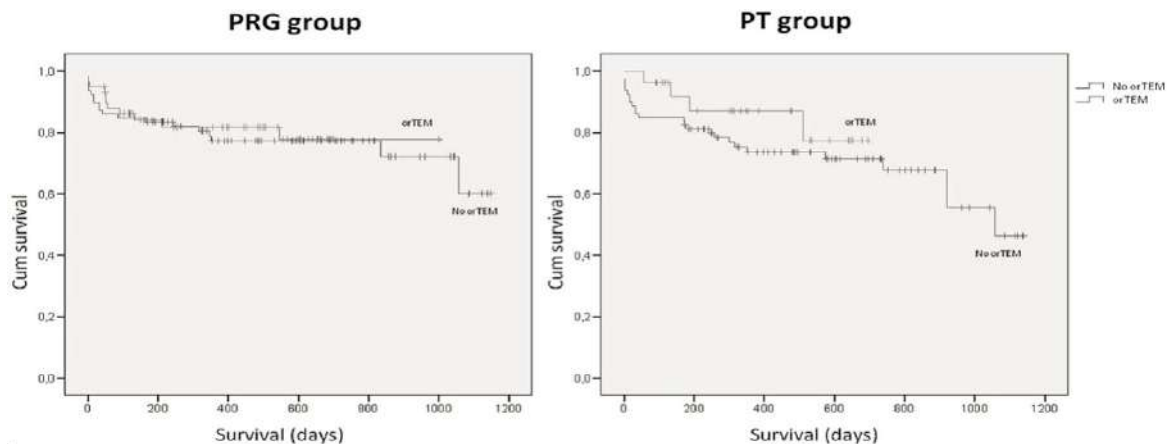 PRG group
PT group
1,0
0,8
0,6
0,4
0,2
0,0
Cum survival
orTEM
No orTEM
0 200 400 600 800 1000 1200
Survival (days)
1,0
0,8
0,6
0,4
0,2
0,0
Cum survival
orTEM
No orTEM
0 200 400 600 800 1000 1200
Survival (days)
No orTEM
orTEM